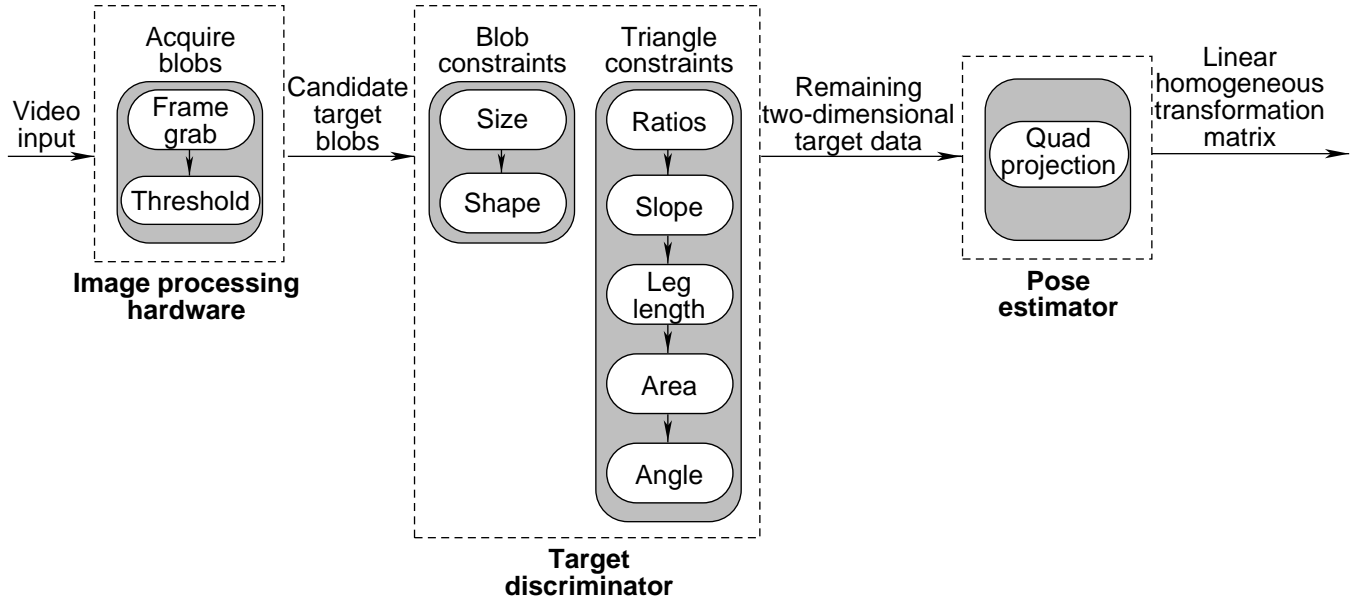 Video
input
Acquire
blobs
Frame
grab
Threshold
Image processing
hardware
Candidate
target
blobs
Blob
constraints
Size
Shape
Triangle
constraints
Ratios
Slope
Leg
length
Area
Angle
Target
discriminator
Remaining
two-dimensional
target data
Quad
projection
Pose
estimator
Linear
homogeneous
transformation
matrix